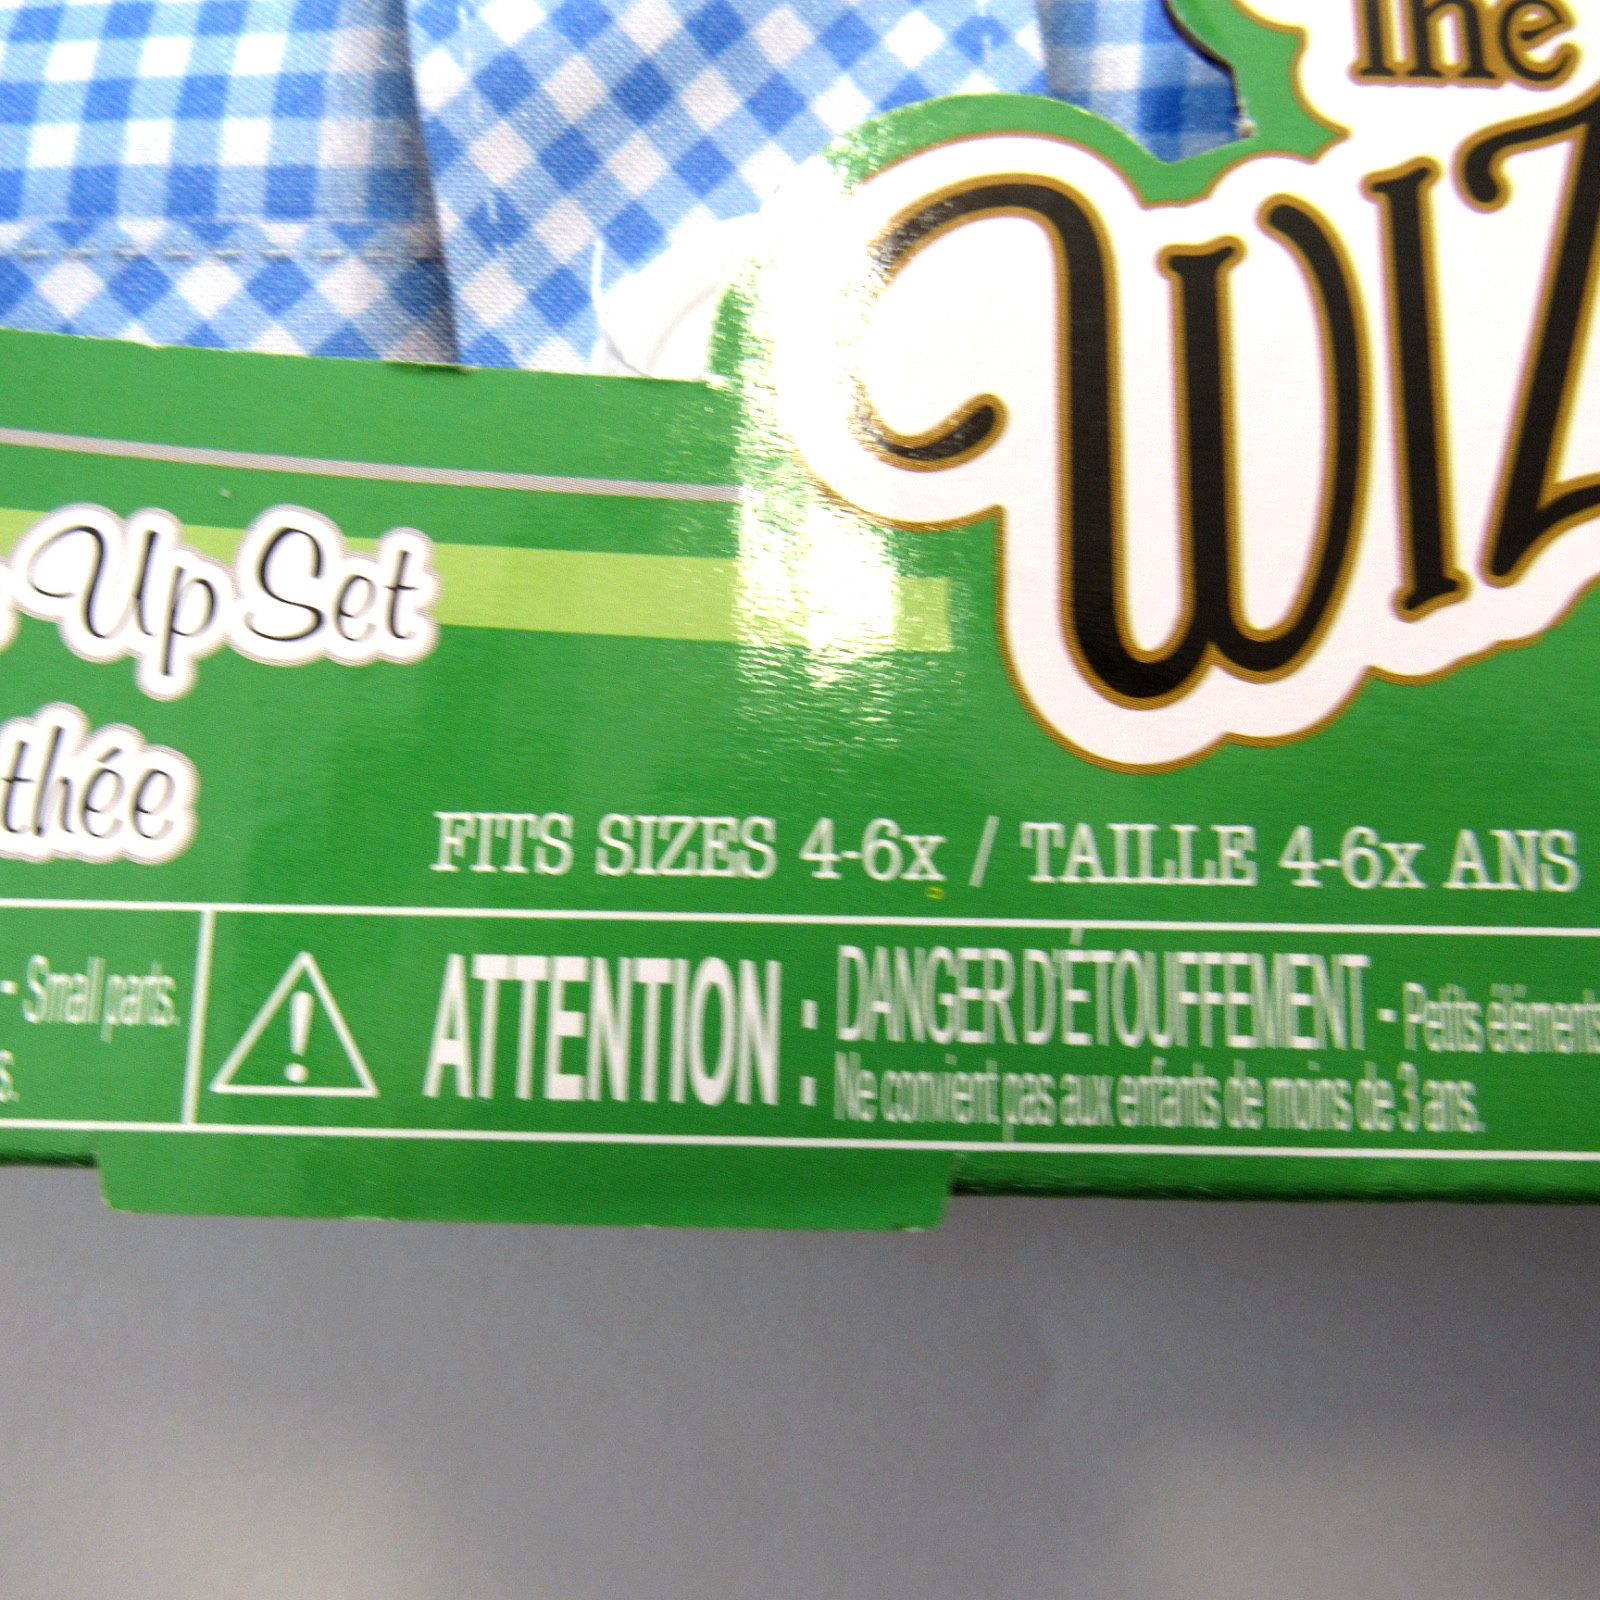 the
WIZ
Up Set
thée
FITS SIZES 4-6x / TAILLE 4-6x ANS
- Small parts.
s.
ATTENTION : DANGER D'ÉTOUFFEMENT - Petits éléments
Ne convient pas aux enfants de moins de 3 ans.